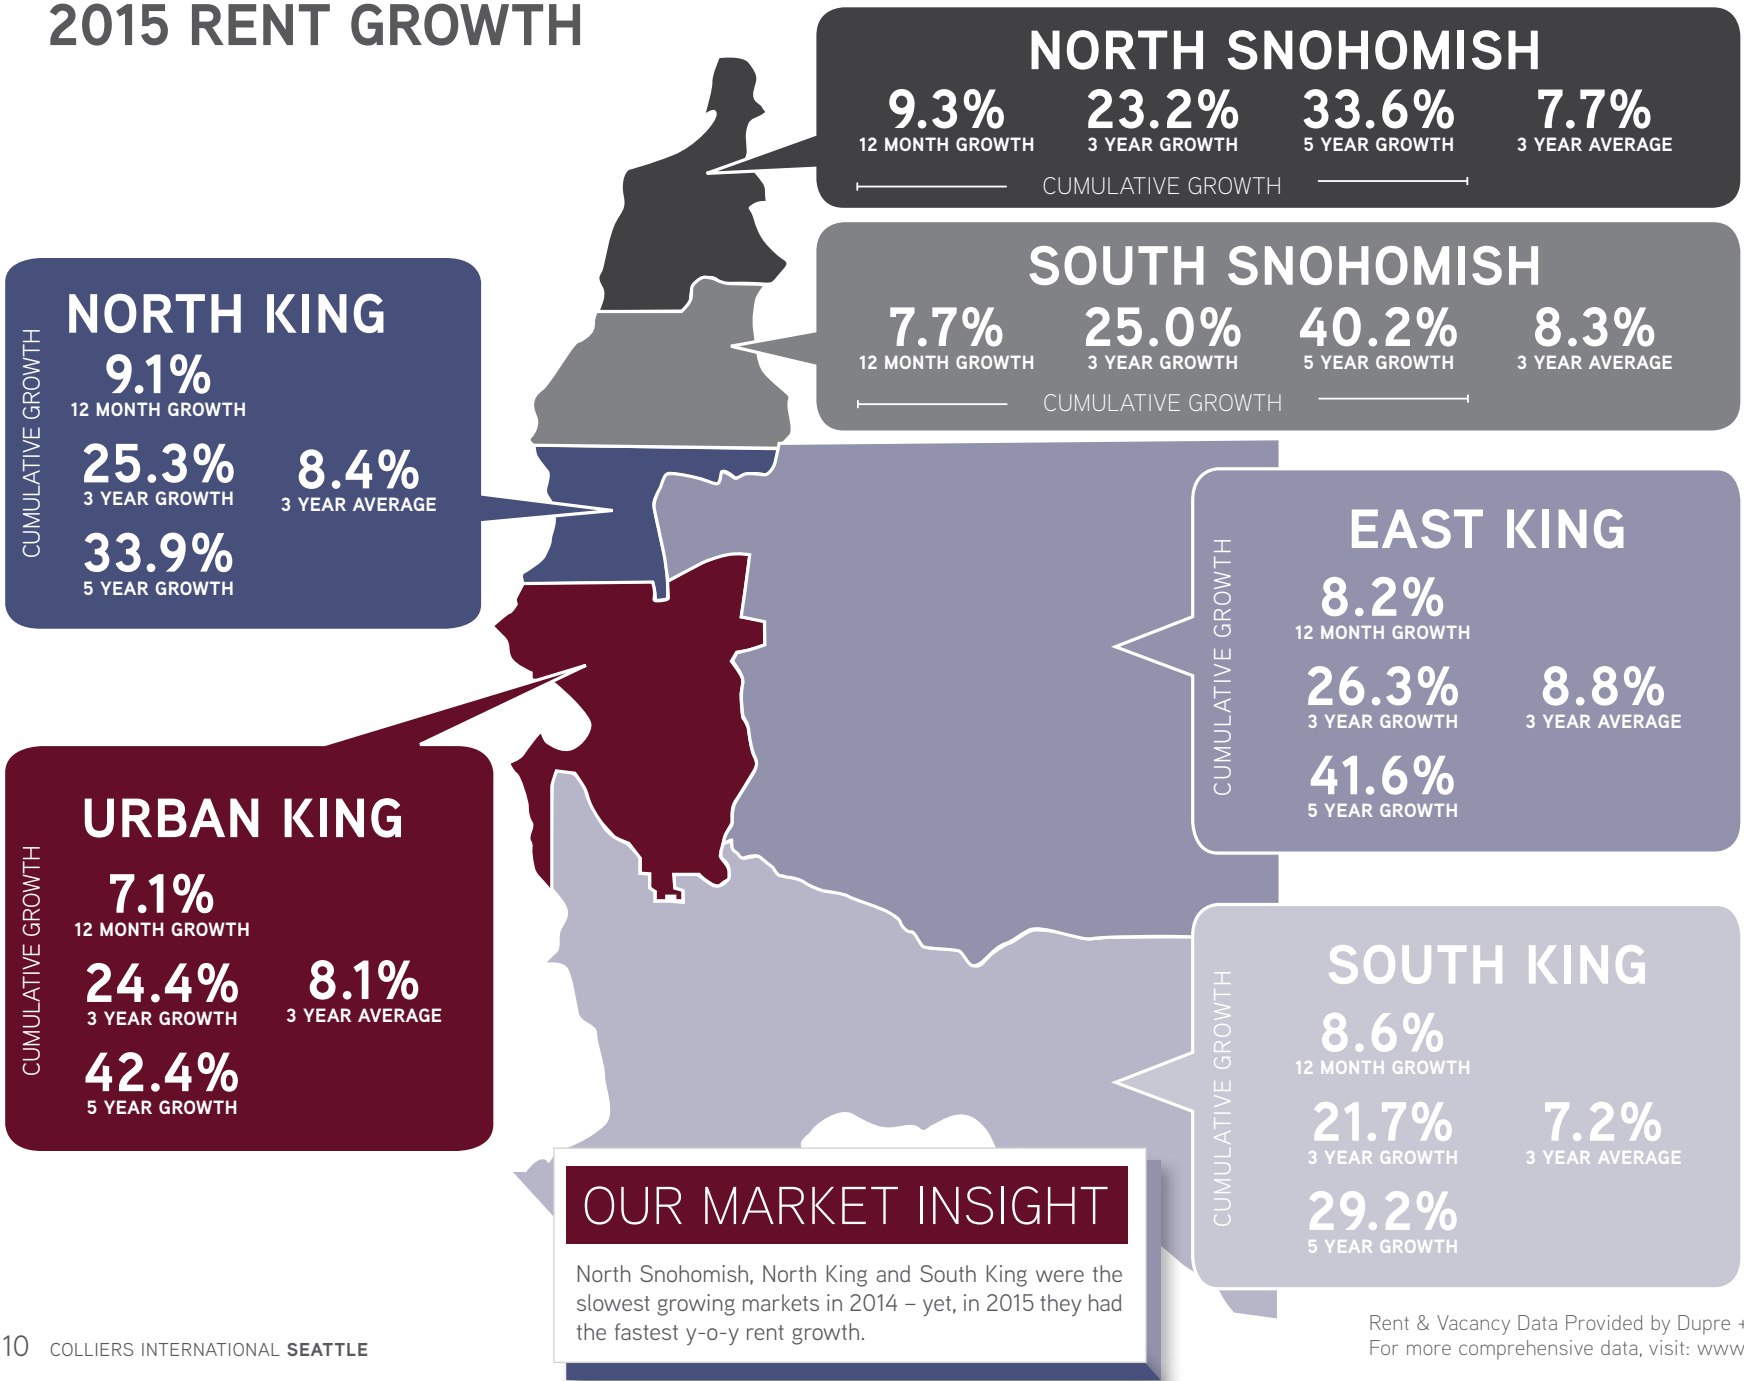 2015 RENT GROWTH
NORTH SNOHOMISH
9.3% 23.2% 33.6% 7.7%
12 MONTH GROWTH 3 YEAR GROWTH 5 YEAR GROWTH 3 YEAR AVERAGE
CUMULATIVE GROWTH
SOUTH SNOHOMISH
7.7% 25.0% 40.2% 8.3%
12 MONTH GROWTH 3 YEAR GROWTH 5 YEAR GROWTH 3 YEAR AVERAGE
CUMULATIVE GROWTH
NORTH KING
CUMULATIVE GROWTH
9.1%
12 MONTH GROWTH
25.3% 8.4%
3 YEAR GROWTH 3 YEAR AVERAGE
33.9%
5 YEAR GROWTH
EAST KING
CUMULATIVE GROWTH
8.2%
12 MONTH GROWTH
26.3% 8.8%
3 YEAR GROWTH 3 YEAR AVERAGE
41.6%
5 YEAR GROWTH
URBAN KING
CUMULATIVE GROWTH
7.1%
12 MONTH GROWTH
24.4% 8.1%
3 YEAR GROWTH 3 YEAR AVERAGE
42.4%
5 YEAR GROWTH
SOUTH KING
CUMULATIVE GROWTH
8.6%
12 MONTH GROWTH
21.7% 7.2%
3 YEAR GROWTH 3 YEAR AVERAGE
29.2%
5 YEAR GROWTH
OUR MARKET INSIGHT
North Snohomish, North King and South King were the
slowest growing markets in 2014 – yet, in 2015 they had
the fastest y-o-y rent growth.
10 COLLIERS INTERNATIONAL SEATTLE
Rent & Vacancy Data Provided by Dupre +
For more comprehensive data, visit: www